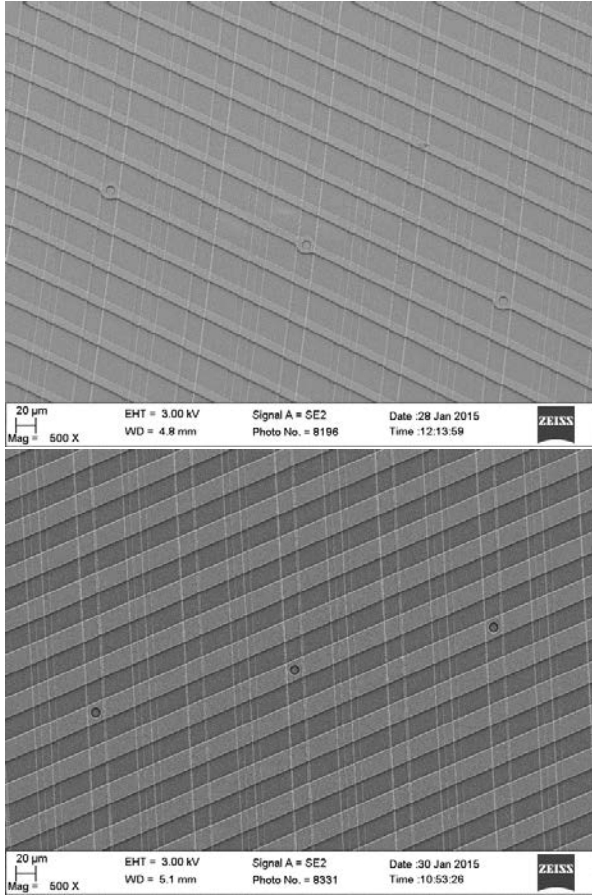 20 µm
Mag = 500 X
EHT = 3.00 kV
WD = 4.8 mm
Signal A = SE2
Photo No. = 8196
Date :28 Jan 2015
Time :12:13:59
ZEISS
20 µm
Mag = 500 X
EHT = 3.00 kV
WD = 5.1 mm
Signal A = SE2
Photo No. = 8331
Date :30 Jan 2015
Time :10:53:26
ZEISS